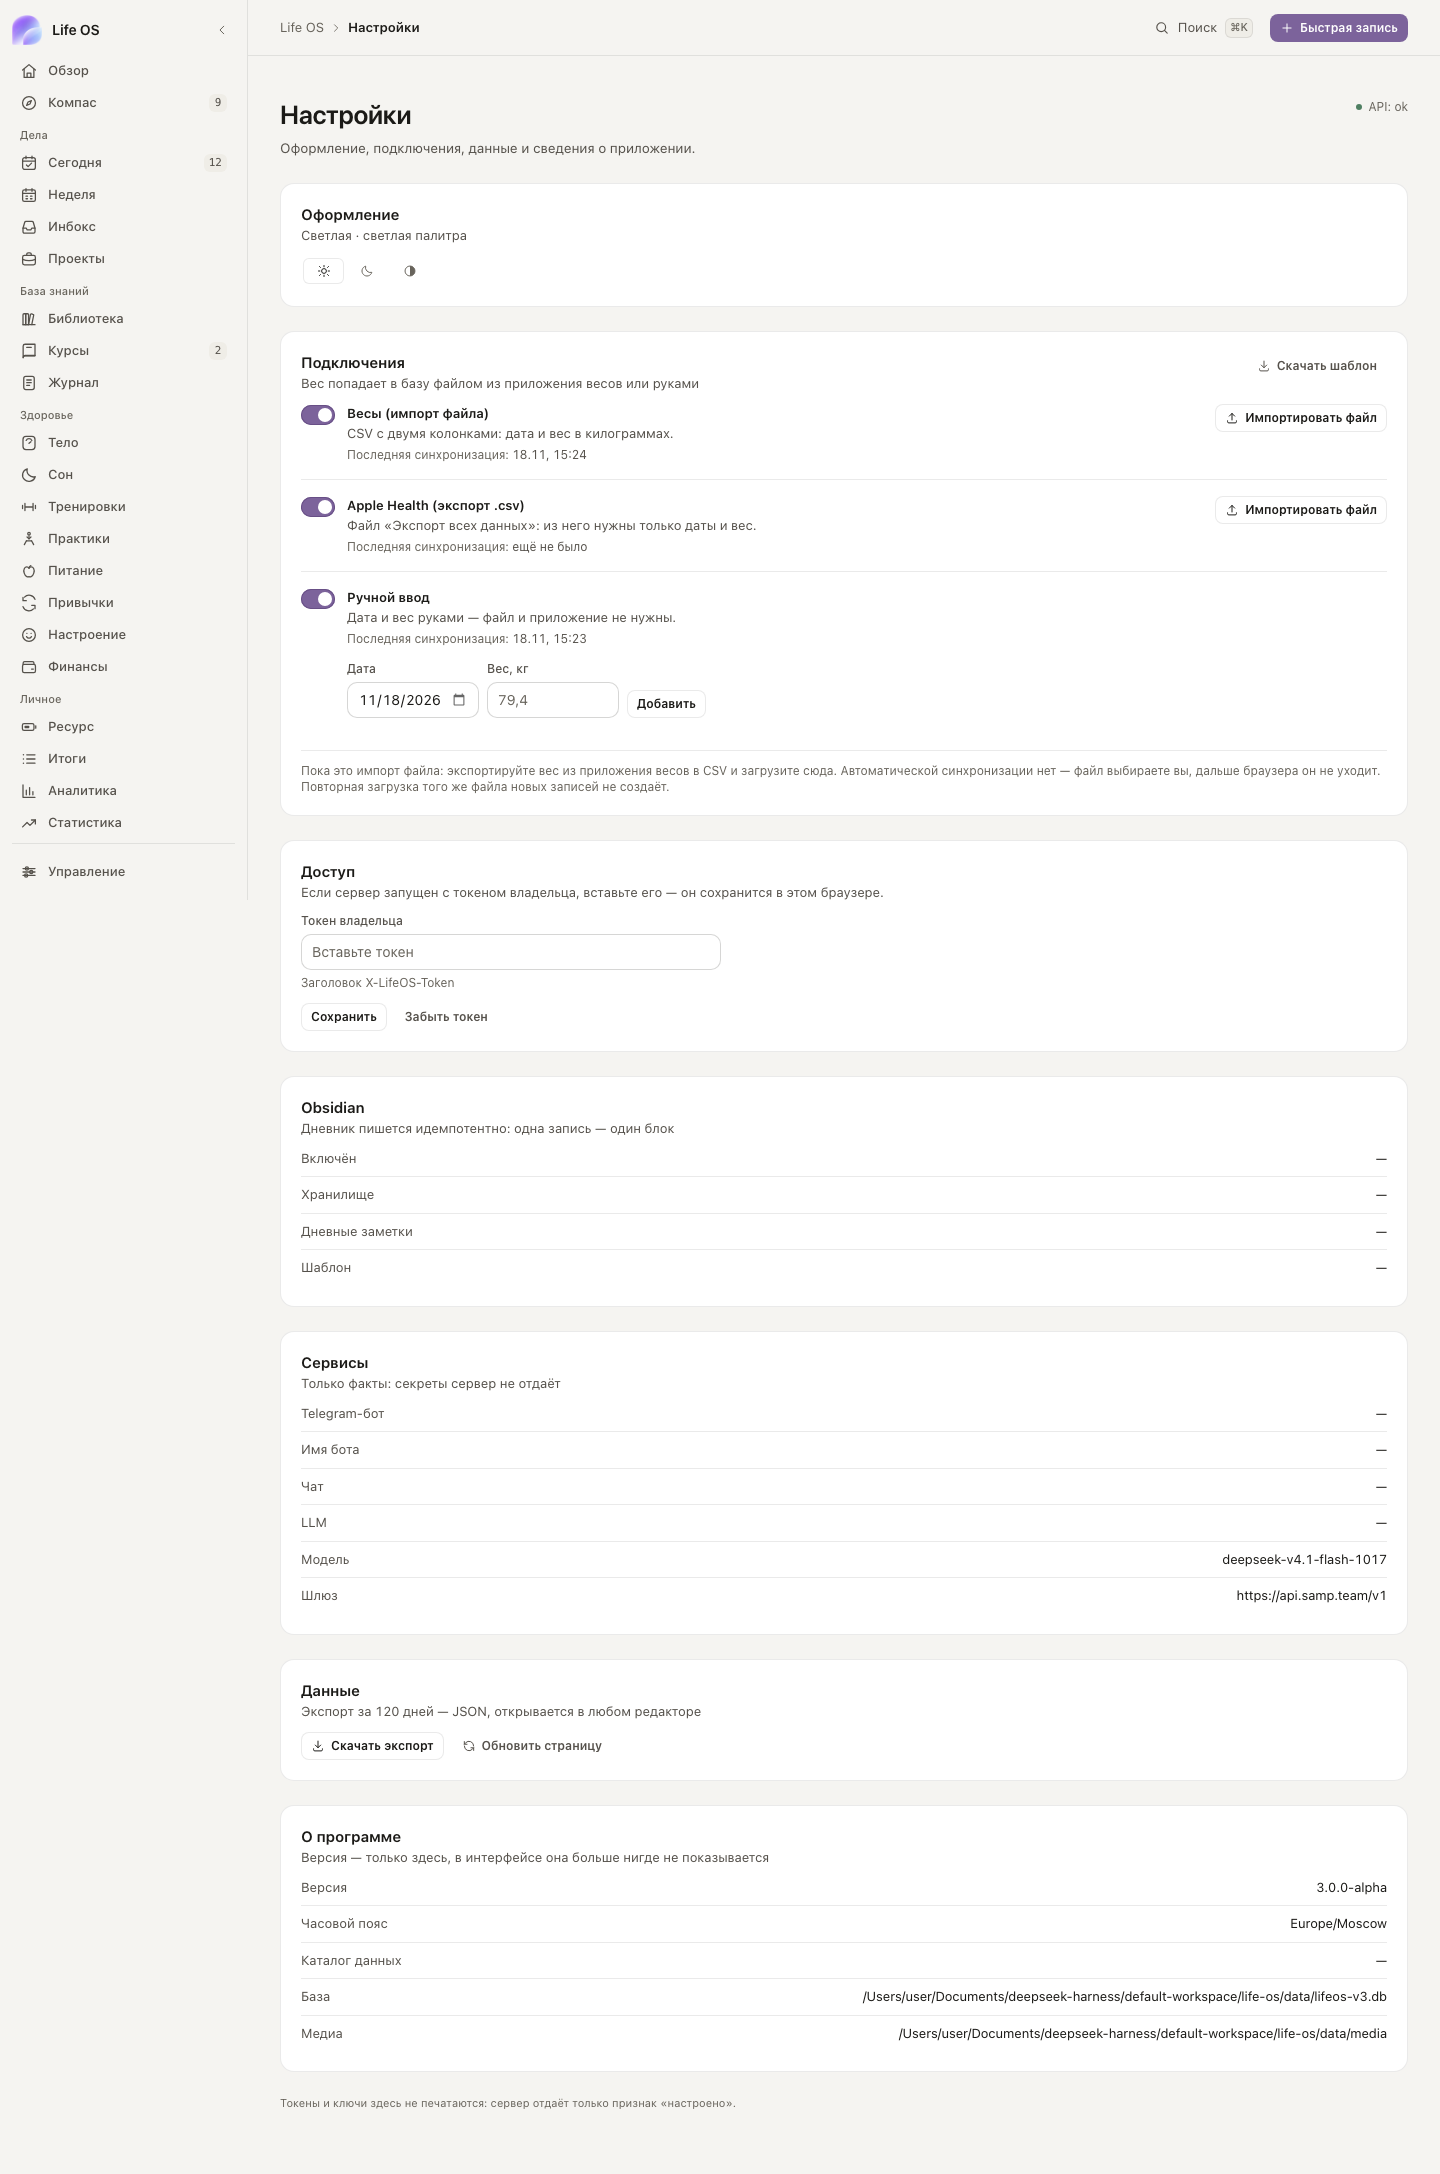 Life OS
Обзор
Компас 9
Дела
Сегодня 12
Неделя
Инбокс
Проекты
База знаний
Библиотека
Курсы 2
Журнал
Здоровье
Тело
Сон
Тренировки
Практики
Питание
Привычки
Настроение
Финансы
Личное
Ресурс
Итоги
Аналитика
Статистика
Управление
Life OS > Настройки
Поиск ⌘K
Быстрая запись
Настройки
API: ok
Оформление, подключения, данные и сведения о приложении.
Оформление
Светлая · светлая палитра
Подключения
Скачать шаблон
Вес попадает в базу файлом из приложения весов или руками
Весы (импорт файла)
Импортировать файл
CSV с двумя колонками: дата и вес в килограммах.
Последняя синхронизация: 18.11, 15:24
Apple Health (экспорт .csv)
Импортировать файл
Файл «Экспорт всех данных»: из него нужны только даты и вес.
Последняя синхронизация: ещё не было
Ручной ввод
Дата и вес руками — файл и приложение не нужны.
Последняя синхронизация: 18.11, 15:23
Дата Вес, кг
11/18/2026 79,4 Добавить
Пока это импорт файла: экспортируйте вес из приложения весов в CSV и загрузите сюда. Автоматической синхронизации нет — файл выбираете вы, дальше браузера он не уходит.
Повторная загрузка того же файла новых записей не создаёт.
Доступ
Если сервер запущен с токеном владельца, вставьте его — он сохранится в этом браузере.
Токен владельца
Вставьте токен
Заголовок X-LifeOS-Token
Сохранить Забыть токен
Obsidian
Дневник пишется идемпотентно: одна запись — один блок
Включён —
Хранилище —
Дневные заметки —
Шаблон —
Сервисы
Только факты: секреты сервер не отдаёт
Telegram-бот —
Имя бота —
Чат —
LLM —
Модель deepseek-v4.1-flash-1017
Шлюз https://api.samp.team/v1
Данные
Экспорт за 120 дней — JSON, открывается в любом редакторе
Скачать экспорт Обновить страницу
О программе
Версия — только здесь, в интерфейсе она больше нигде не показывается
Версия 3.0.0-alpha
Часовой пояс Europe/Moscow
Каталог данных —
База /Users/user/Documents/deepseek-harness/default-workspace/life-os/data/lifeos-v3.db
Медиа /Users/user/Documents/deepseek-harness/default-workspace/life-os/data/media
Токены и ключи здесь не печатаются: сервер отдаёт только признак «настроено».